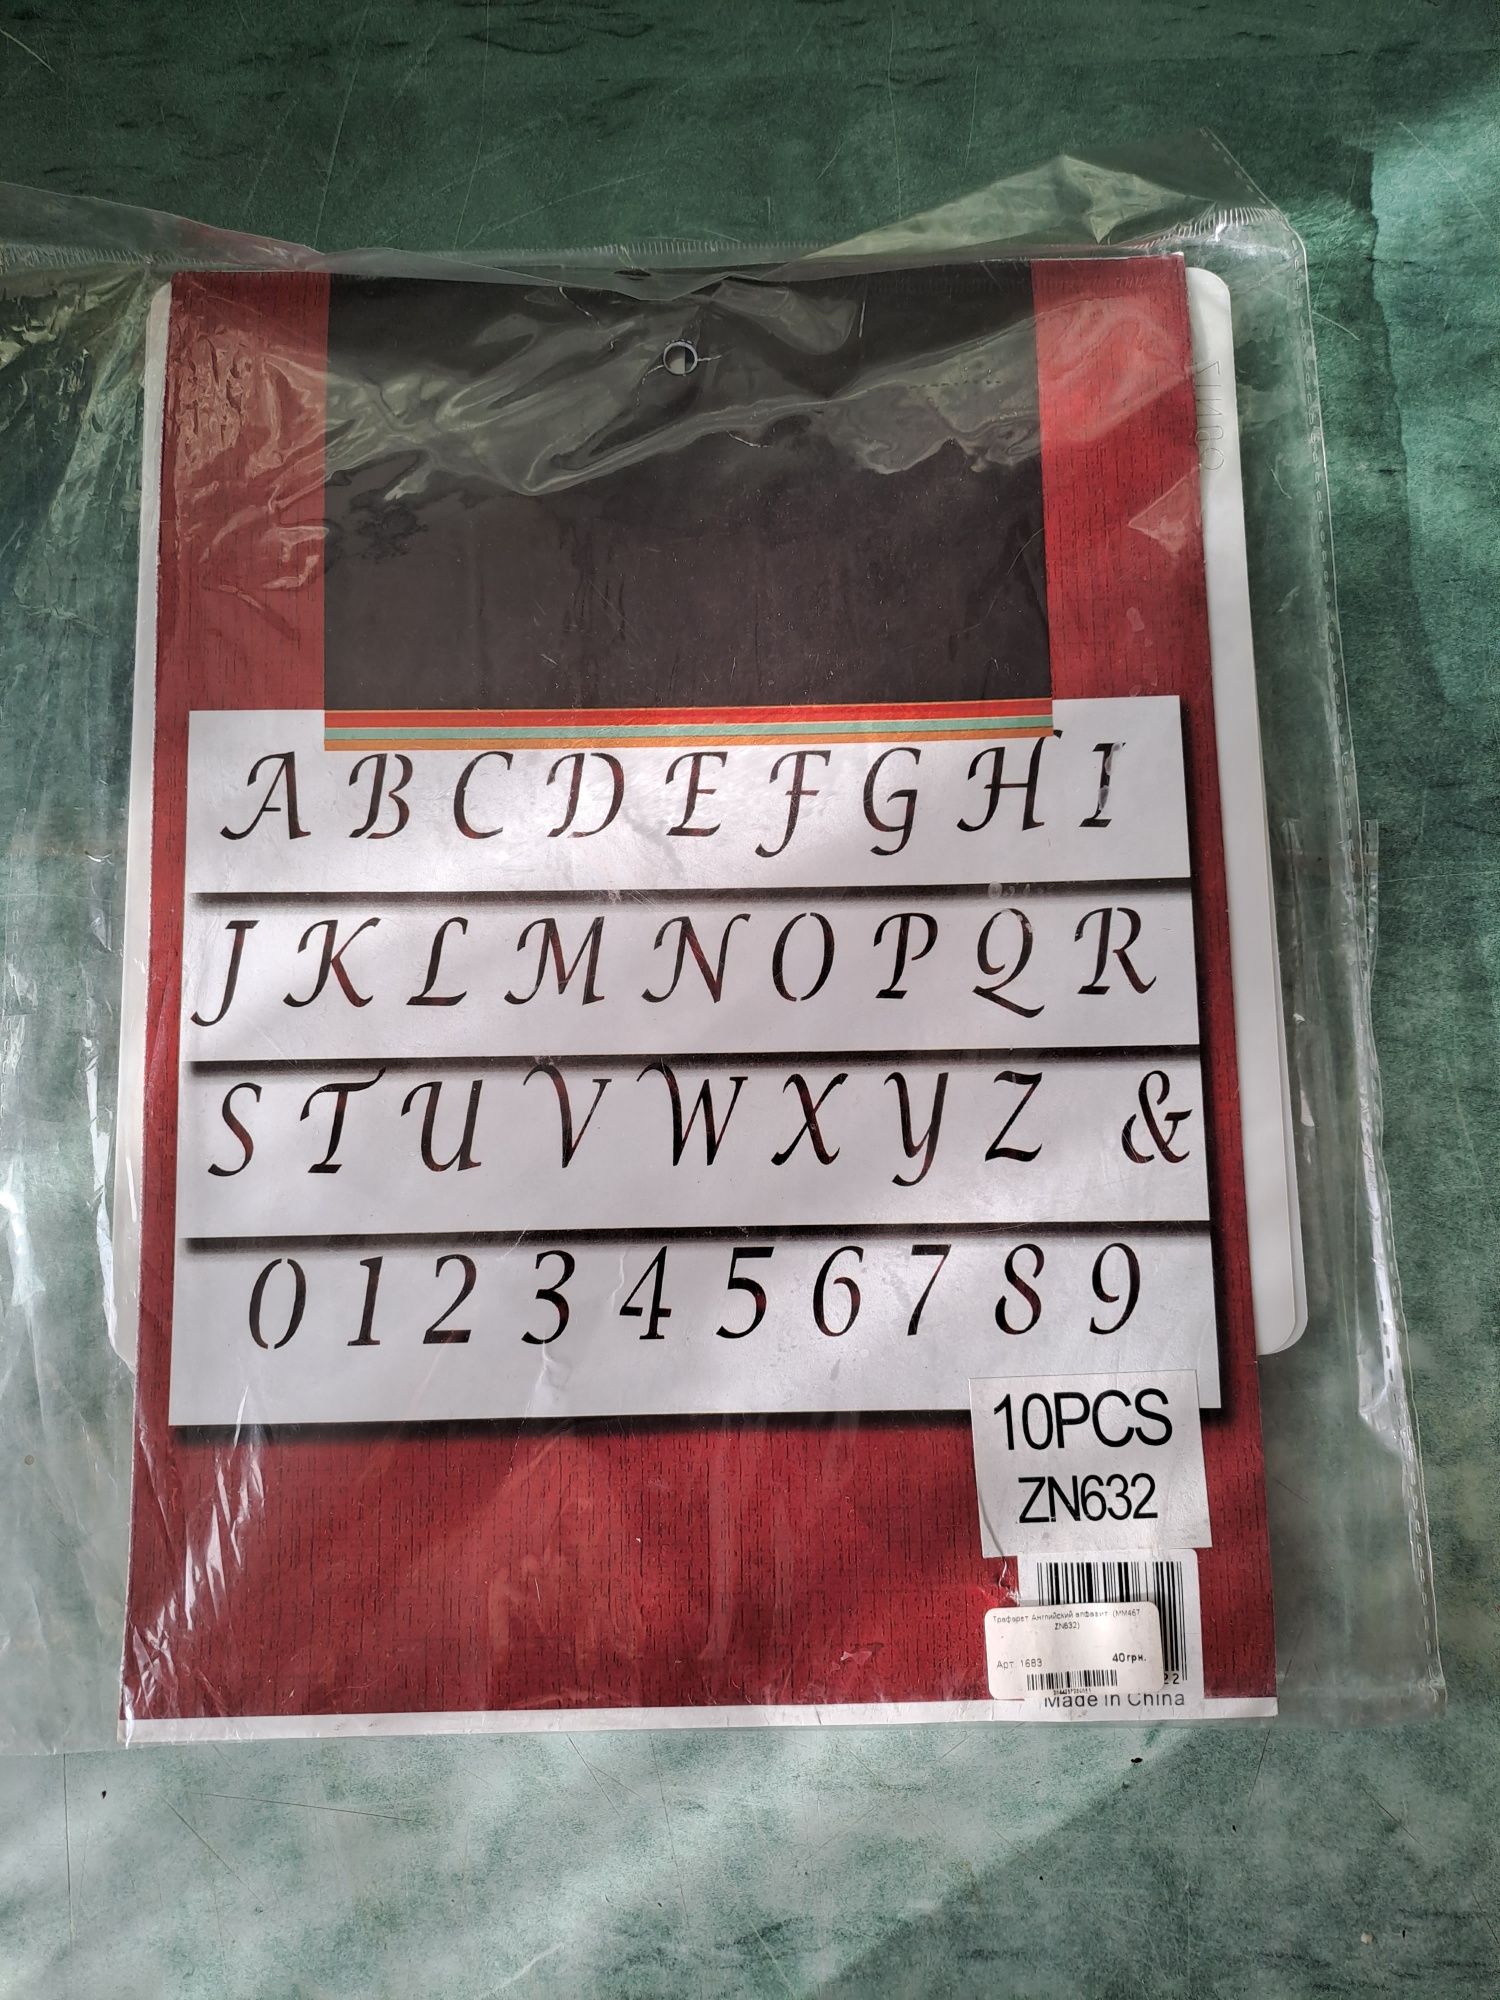 A B C D E F G H I
J K L M N O P Q R
S T U V W X Y Z &
0 1 2 3 4 5 6 7 8 9
10PCS
ZN632
Трафарет Английский алфавит (MM467
ZN632)
Арт. 1683 40грн.
22
Made in China